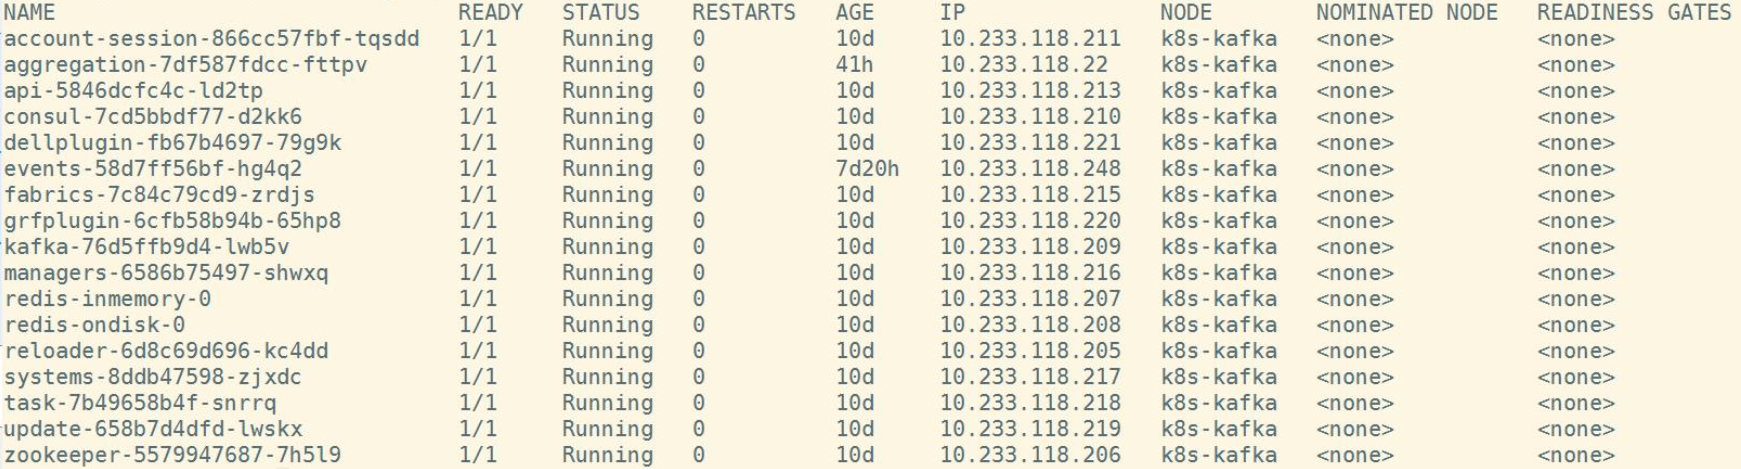 NAME READY STATUS RESTARTS AGE IP NODE NOMINATED NODE READINESS GATES
account-session-866cc57fbf-tqsdd 1/1 Running 0 10d 10.233.118.211 k8s-kafka <none> <none>
aggregation-7df587fdcc-fttpv 1/1 Running 0 41h 10.233.118.22 k8s-kafka <none> <none>
api-5846dcfc4c-ld2tp 1/1 Running 0 10d 10.233.118.213 k8s-kafka <none> <none>
consul-7cd5bbdf77-d2kk6 1/1 Running 0 10d 10.233.118.210 k8s-kafka <none> <none>
dellplugin-fb67b4697-79g9k 1/1 Running 0 10d 10.233.118.221 k8s-kafka <none> <none>
events-58d7ff56bf-hg4q2 1/1 Running 0 7d20h 10.233.118.248 k8s-kafka <none> <none>
fabrics-7c84c79cd9-zrdjs 1/1 Running 0 10d 10.233.118.215 k8s-kafka <none> <none>
grfplugin-6cfb58b94b-65hp8 1/1 Running 0 10d 10.233.118.220 k8s-kafka <none> <none>
kafka-76d5ffb9d4-lwb5v 1/1 Running 0 10d 10.233.118.209 k8s-kafka <none> <none>
managers-6586b75497-shwxq 1/1 Running 0 10d 10.233.118.216 k8s-kafka <none> <none>
redis-inmemory-0 1/1 Running 0 10d 10.233.118.207 k8s-kafka <none> <none>
redis-ondisk-0 1/1 Running 0 10d 10.233.118.208 k8s-kafka <none> <none>
reloader-6d8c69d696-kc4dd 1/1 Running 0 10d 10.233.118.205 k8s-kafka <none> <none>
systems-8ddb47598-zjxdc 1/1 Running 0 10d 10.233.118.217 k8s-kafka <none> <none>
task-7b49658b4f-snrrq 1/1 Running 0 10d 10.233.118.218 k8s-kafka <none> <none>
update-658b7d4dfd-lwskx 1/1 Running 0 10d 10.233.118.219 k8s-kafka <none> <none>
zookeeper-5579947687-7h5l9 1/1 Running 0 10d 10.233.118.206 k8s-kafka <none> <none>